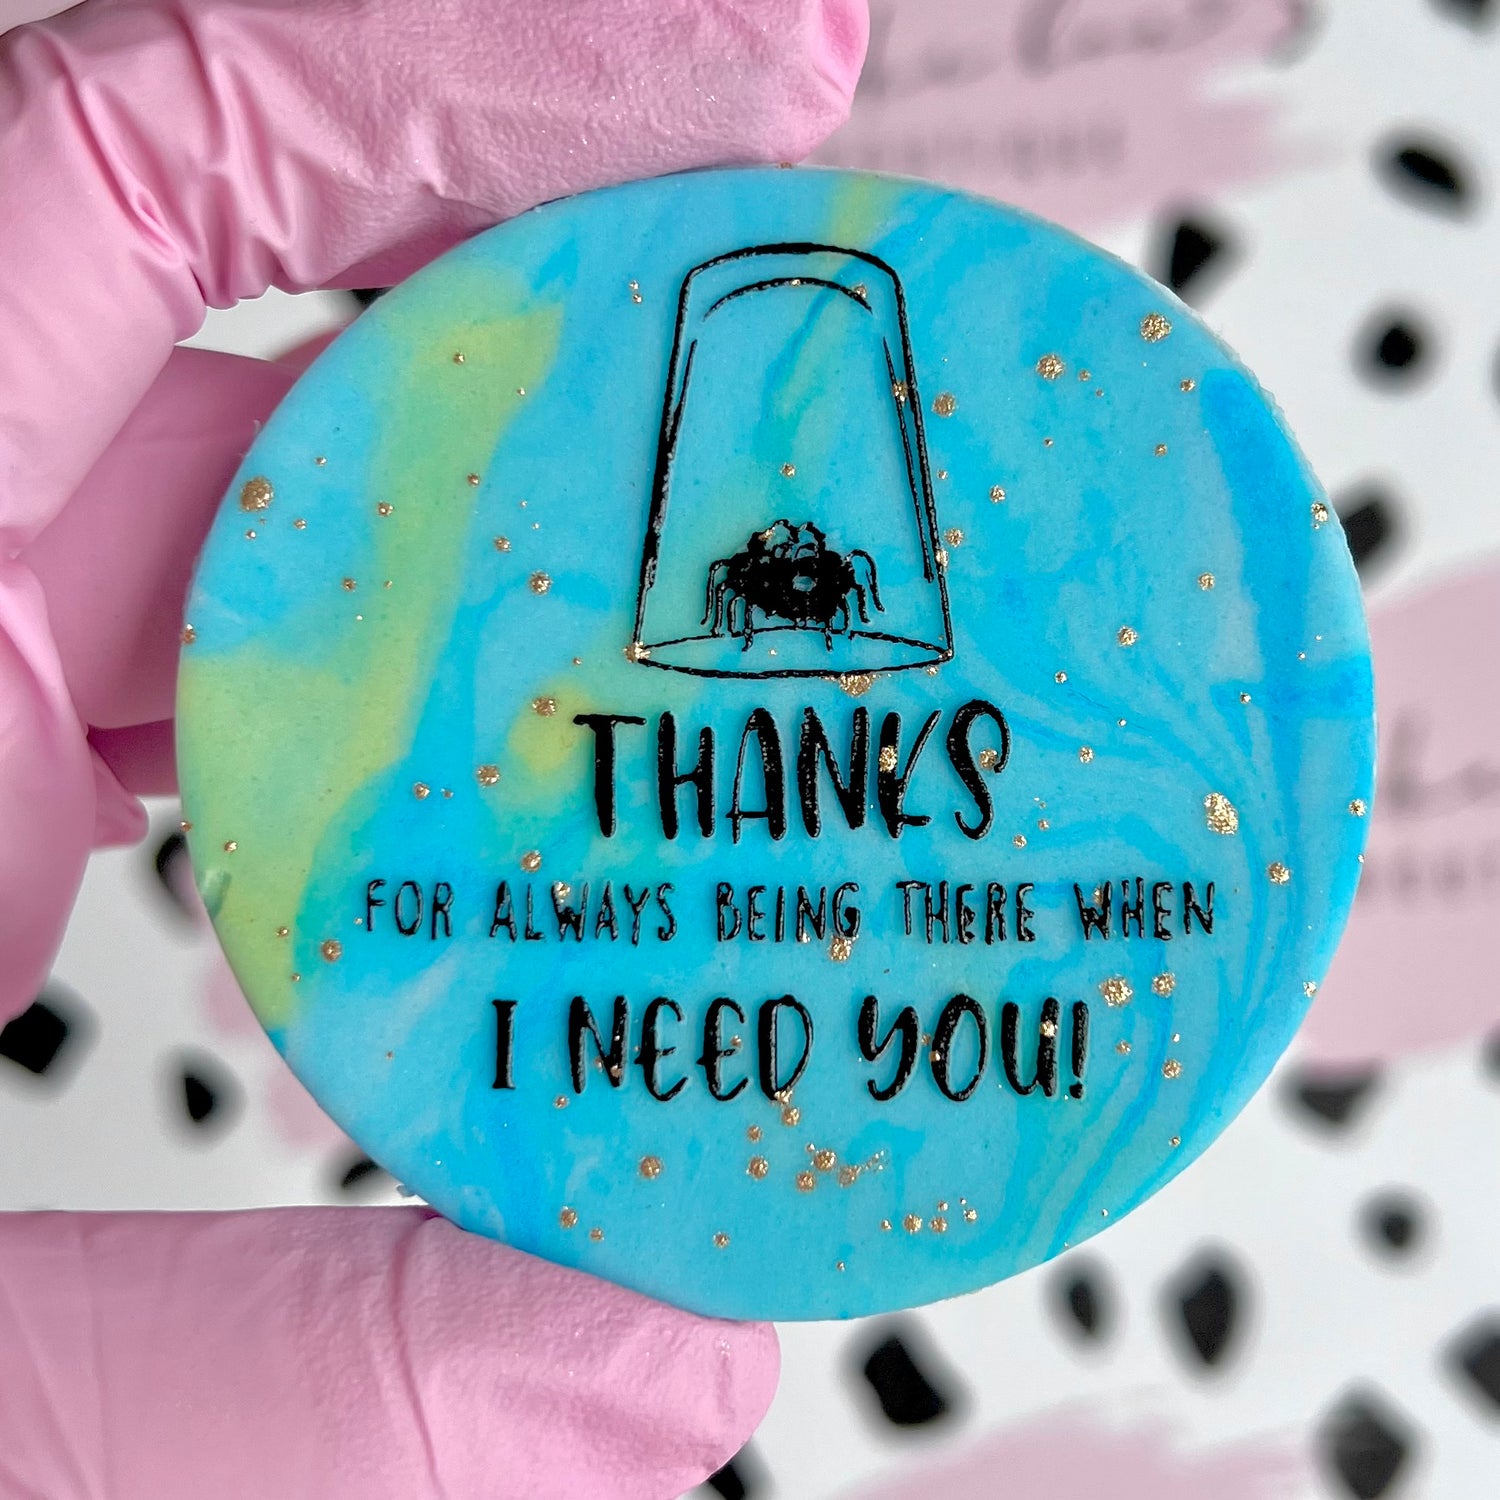 THANKS
FOR ALWAYS BEING THERE WHEN
I NEED YOU!